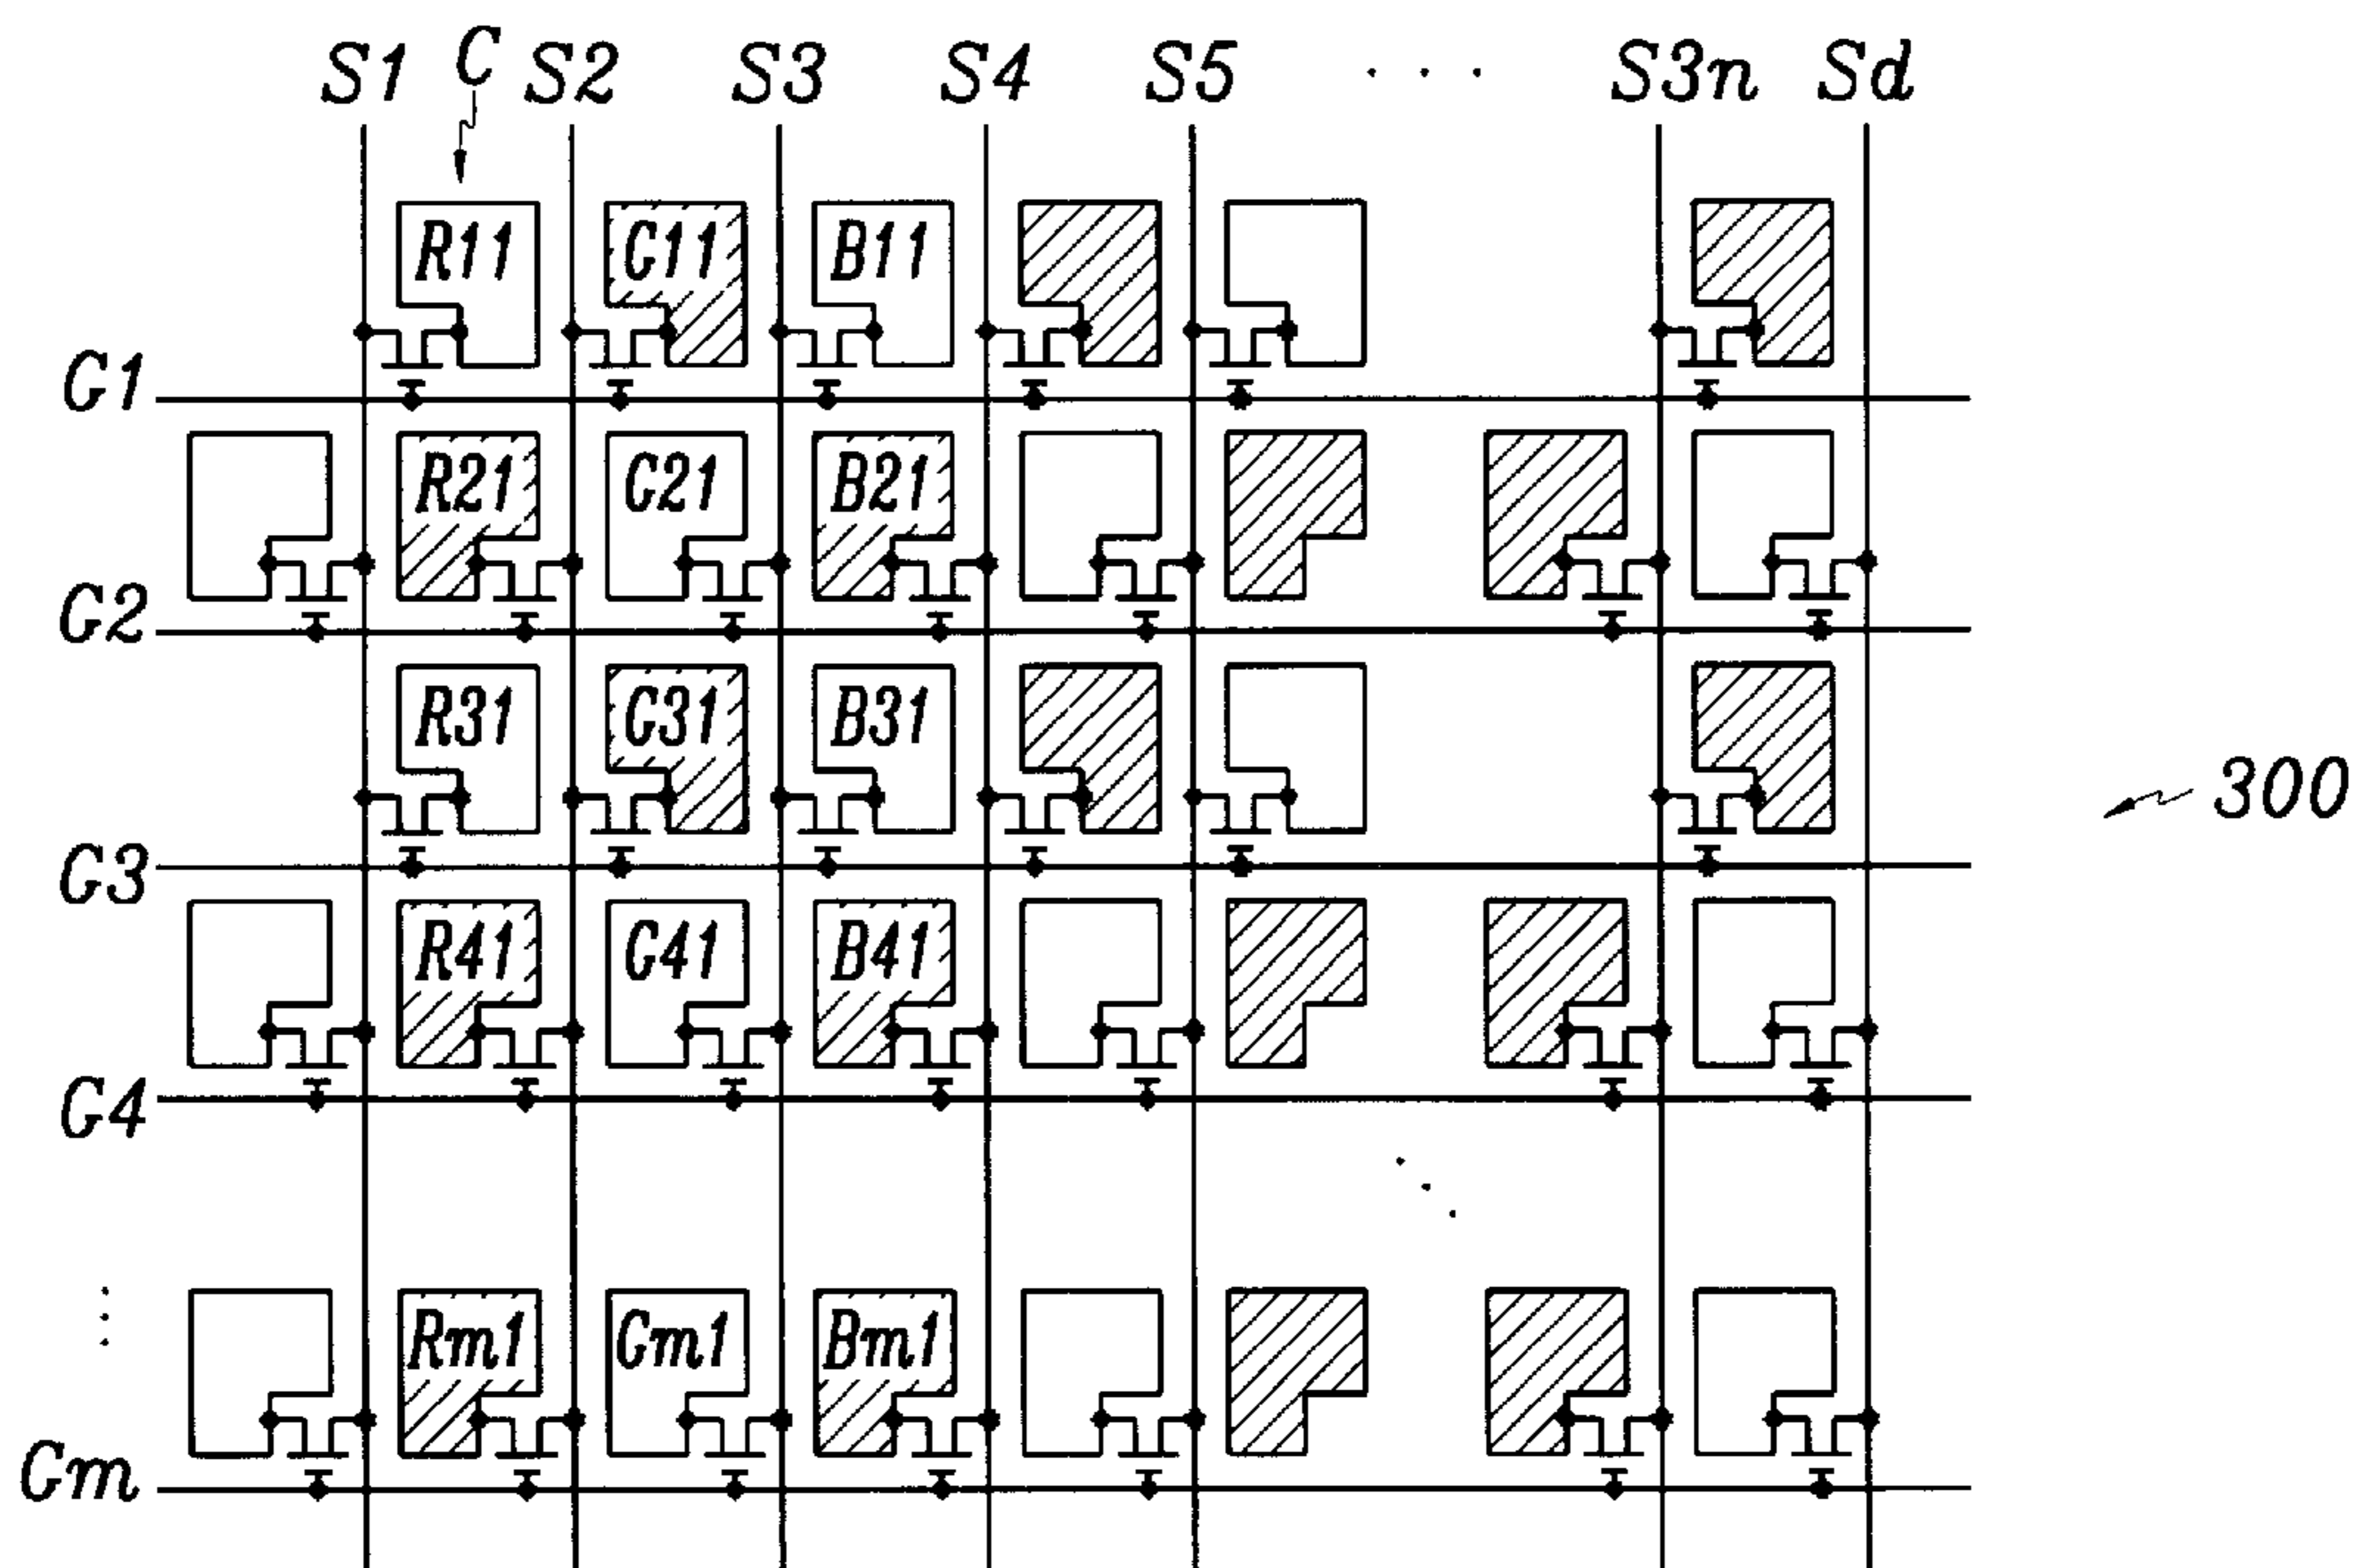 S1 C S2 S3 S4 S5 . . . S3n Sd
R11 G11 B11
G1
R21 G21 B21
G2
R31 G31 B31
300
G3
R41 G41 B41
G4
Rm1 Gm1 Bm1
Gm